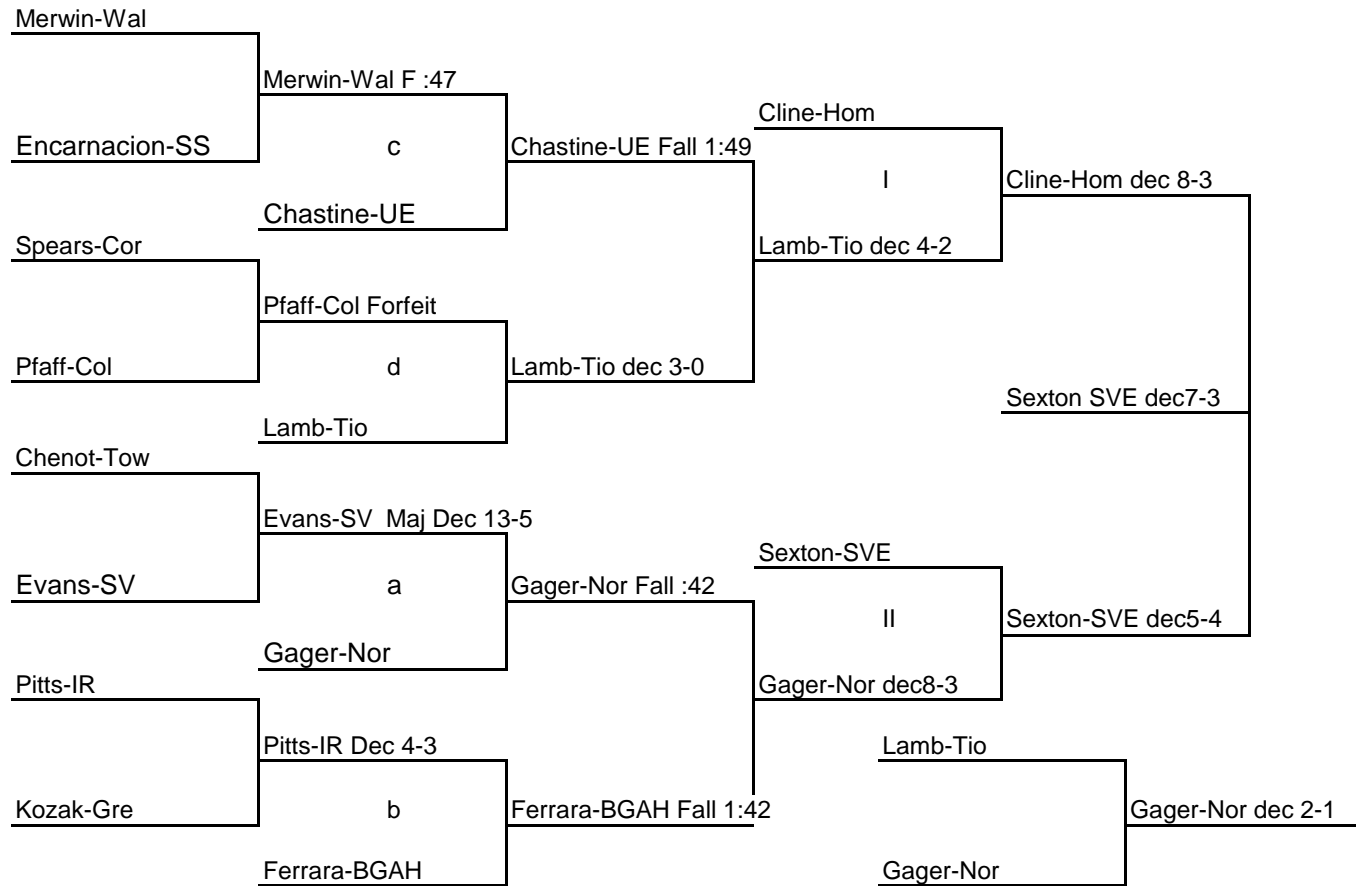 Merwin-Wal
Merwin-Wal F :47
Cline-Hom
Encarnacion-SS
c
Chastine-UE Fall 1:49
I
Cline-Hom dec 8-3
Chastine-UE
Spears-Cor
Lamb-Tio dec 4-2
Pfaff-Col Forfeit
Pfaff-Col
d
Lamb-Tio dec 3-0
Sexton SVE dec7-3
Lamb-Tio
Chenot-Tow
Evans-SV  Maj Dec 13-5
Sexton-SVE
Evans-SV
a
Gager-Nor Fall :42
II
Sexton-SVE dec5-4
Gager-Nor
Pitts-IR
Gager-Nor dec8-3
Pitts-IR Dec 4-3
Lamb-Tio
Kozak-Gre
b
Ferrara-BGAH Fall 1:42
Gager-Nor dec 2-1
Ferrara-BGAH
Gager-Nor